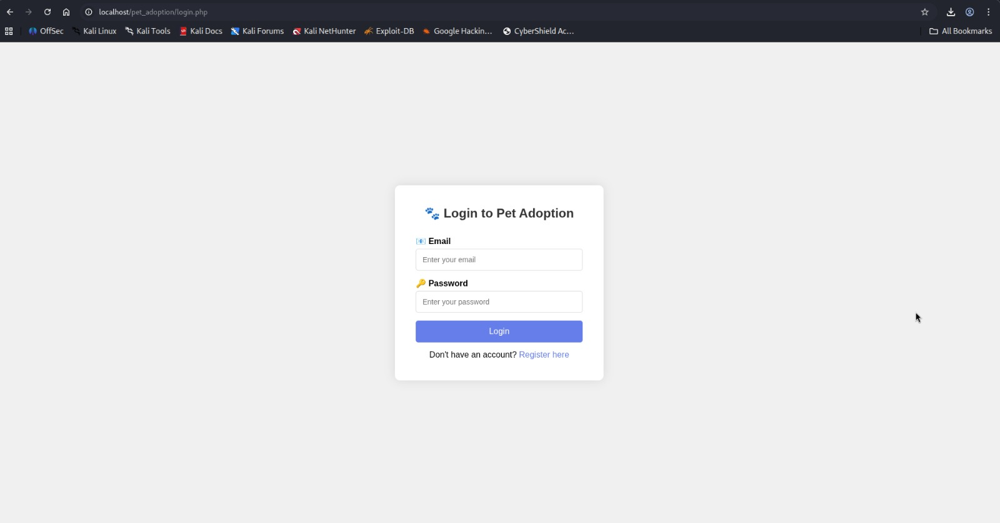 localhost/pet_adoption/login.php
OffSec Kali Linux Kali Tools Kali Docs Kali Forums Kali NetHunter Exploit-DB Google Hackin... CyberShield Ac... All Bookmarks
🐾 Login to Pet Adoption
📧 Email
Enter your email
🔑 Password
Enter your password
Login
Don't have an account? Register here